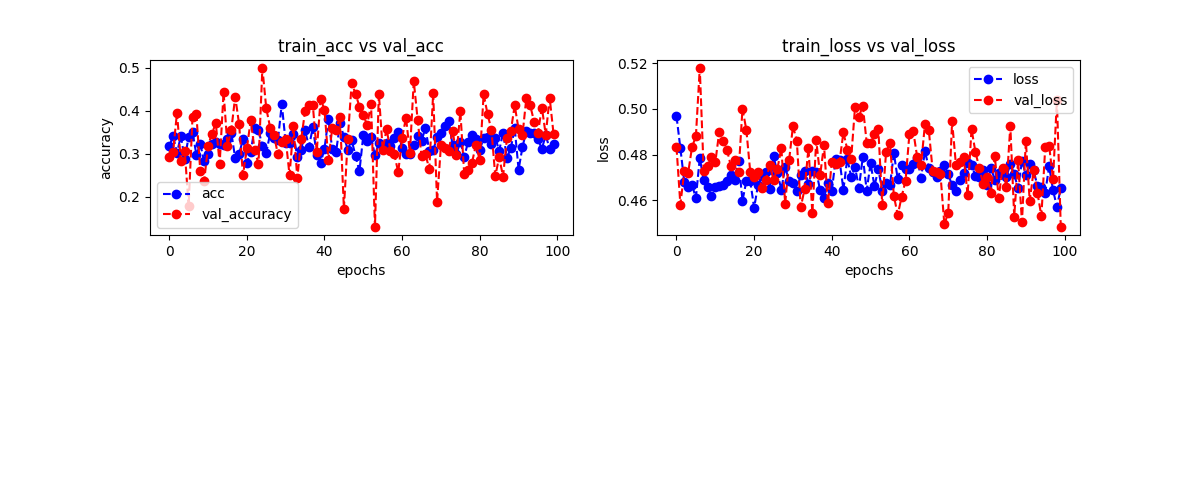 train_acc vs val_acc
accuracy
0.5
0.4
0.3
0.2
acc
val_accuracy
0 20 40 60 80 100
epochs
train_loss vs val_loss
loss
0.52
0.50
0.48
0.46
loss
val_loss
0 20 40 60 80 100
epochs